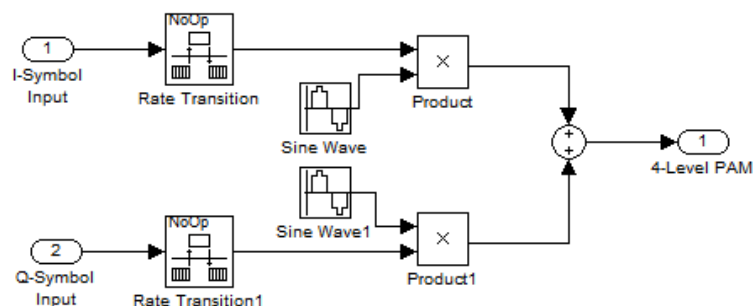 NoOp
1
I-Symbol
Input
Rate Transition
×
Product
Sine Wave
+
+
1
4-Level PAM
NoOp
Sine Wave1
×
Product1
2
Q-Symbol
Input
Rate Transition1